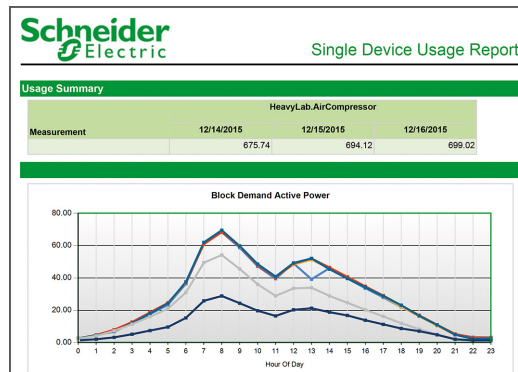 Schneider
Electric
Single Device Usage Report
Usage Summary
HeavyLab.AirCompressor
Measurement 12/14/2015 12/15/2015 12/16/2015
675.74 694.12 699.02
Block Demand Active Power
80.00
60.00
40.00
20.00
0.00
0 1 2 3 4 5 6 7 8 9 10 11 12 13 14 15 16 17 18 19 20 21 22 23
Hour Of Day